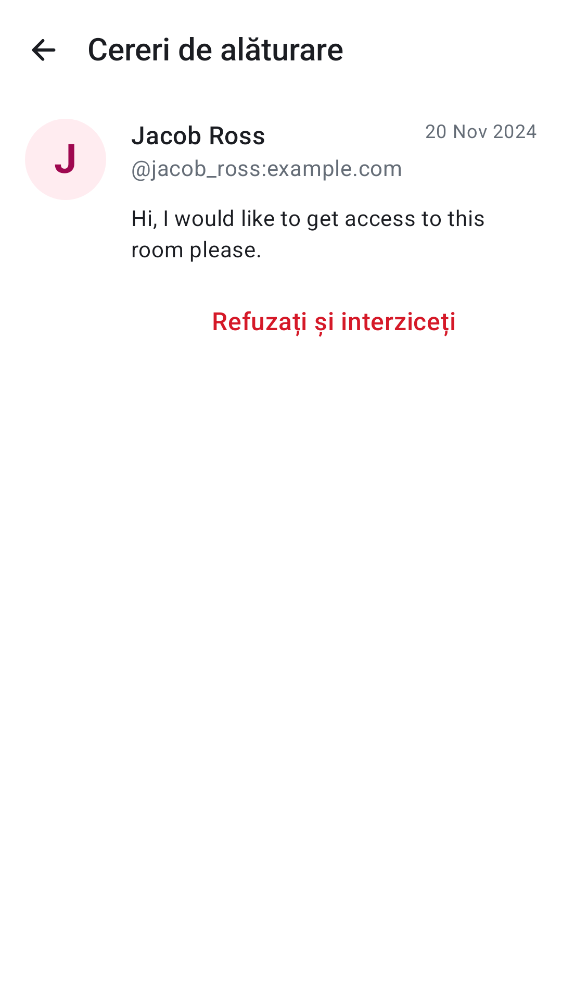 Cereri de alăturare
J
Jacob Ross
20 Nov 2024
@jacob_ross:example.com
Hi, I would like to get access to this
room please.
Refuzați și interziceți